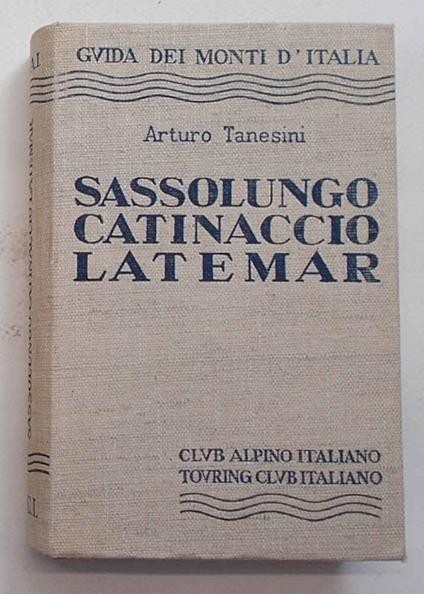 GVIDA DEI MONTI D'ITALIA
Arturo Tanesini
SASSOLUNGO
CATINACCIO
LATEMAR
CLVB ALPINO ITALIANO
TOVRING CLVB ITALIANO
SASSOLUNGO CATINACCIO LATEMAR